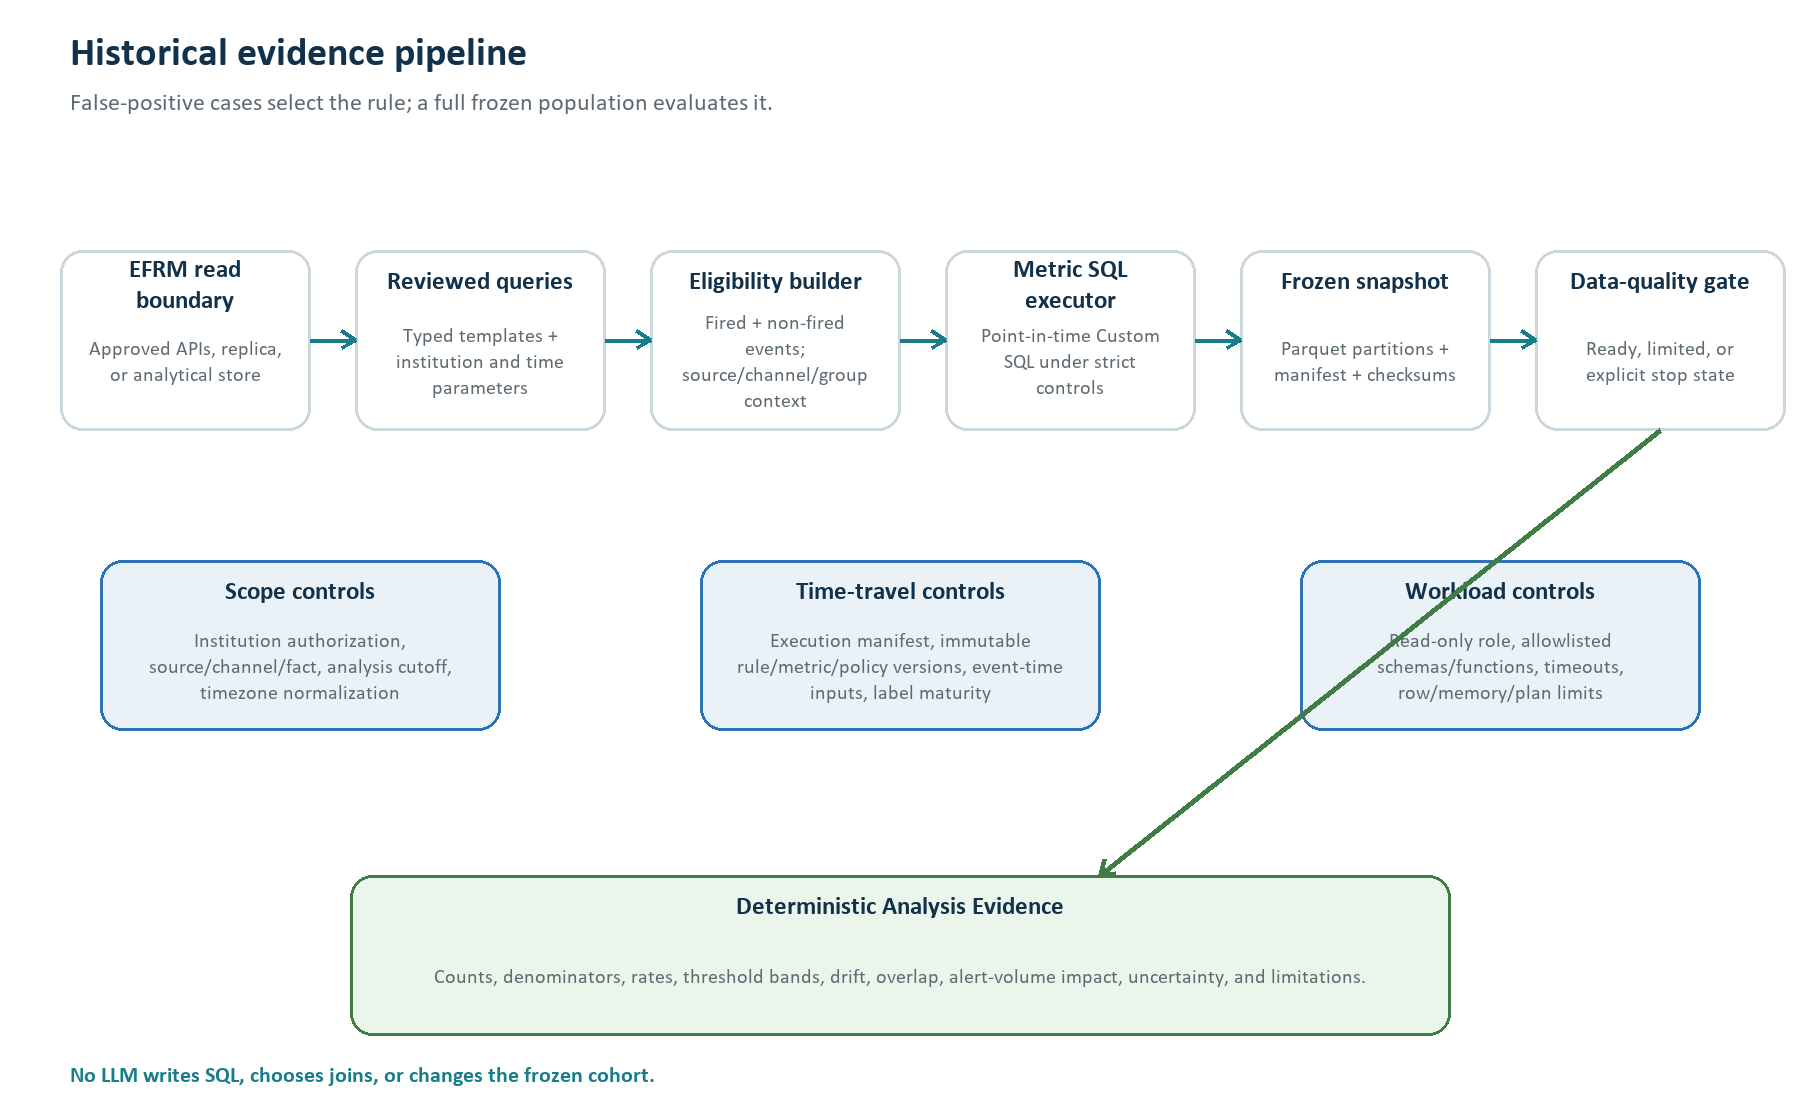 Historical evidence pipeline
False-positive cases select the rule; a full frozen population evaluates it.
EFRM read
boundary
Approved APIs, replica,
or analytical store
Reviewed queries
Typed templates +
institution and time
parameters
Eligibility builder
Fired + non-fired
events;
source/channel/group
context
Metric SQL
executor
Point-in-time Custom
SQL under strict
controls
Frozen snapshot
Parquet partitions +
manifest + checksums
Data-quality gate
Ready, limited, or
explicit stop state
Scope controls
Institution authorization,
source/channel/fact, analysis cutoff,
timezone normalization
Time-travel controls
Execution manifest, immutable
rule/metric/policy versions, event-time
inputs, label maturity
Workload controls
Read-only role, allowlisted
schemas/functions, timeouts,
row/memory/plan limits
Deterministic Analysis Evidence
Counts, denominators, rates, threshold bands, drift, overlap, alert-volume impact, uncertainty, and limitations.
No LLM writes SQL, chooses joins, or changes the frozen cohort.